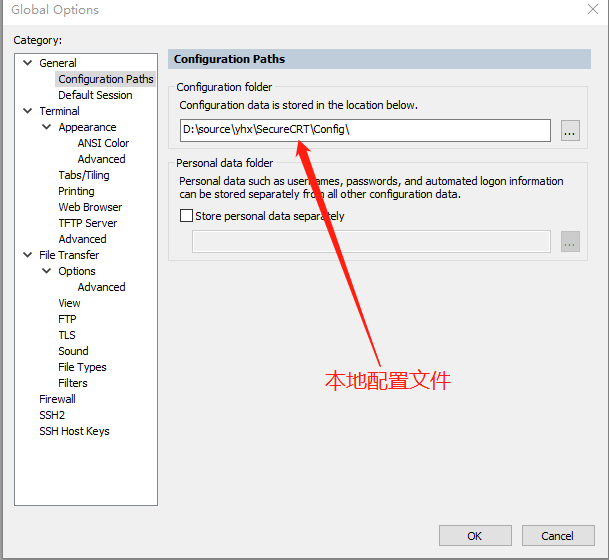 Global Options
Category:
General
Configuration Paths
Default Session
Terminal
Appearance
ANSI Color
Advanced
Tabs/Tiling
Printing
Web Browser
TFTP Server
Advanced
File Transfer
Options
Advanced
View
FTP
TLS
Sound
File Types
Filters
Firewall
SSH2
SSH Host Keys
Configuration Paths
Configuration folder
Configuration data is stored in the location below.
D:\source\yhx\SecureCRT\Config\
...
Personal data folder
Personal data such as usernames, passwords, and automated logon information
can be stored separately from all other configuration data.
Store personal data separately
...
本地配置文件
OK
Cancel